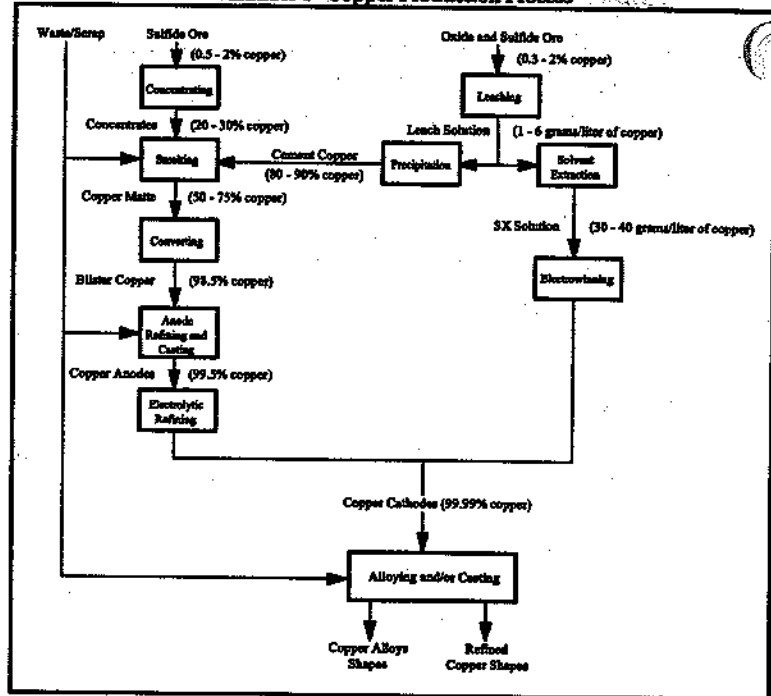 Copper Production Process
Waste/Scrap
Sulfide Ore
Oxide and Sulfide Ore
(0.5 - 2% copper)
(0.3 - 2% copper)
Concentrating
Leaching
Concentrates
(20 - 30% copper)
Leach Solution
(1 - 6 grams/liter of copper)
Smelting
Cement Copper
(80 - 90% copper)
Precipitation
Solvent
Extraction
Copper Matte
(50 - 75% copper)
Converting
SX Solution
(30 - 40 grams/liter of copper)
Blister Copper
(98.5% copper)
Electrowinning
Anode
Refining and
Casting
Copper Anodes
(99.5% copper)
Electrolytic
Refining
Copper Cathodes (99.99% copper)
Alloying and/or Casting
Copper Alloys
Shapes
Refined
Copper Shapes